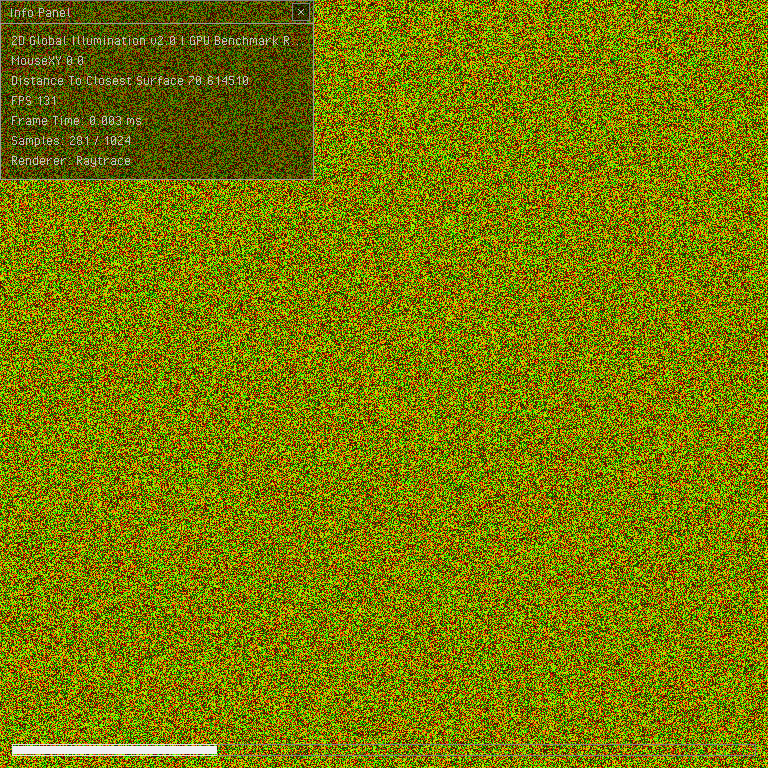 Info Panel
2D Global Illumination v2.0 | GPU Benchmark R...
MouseXY 0 0
Distance To Closest Surface 70.614510
FPS 131
Frame Time: 0.003 ms
Samples: 281 / 1024
Renderer: Raytrace